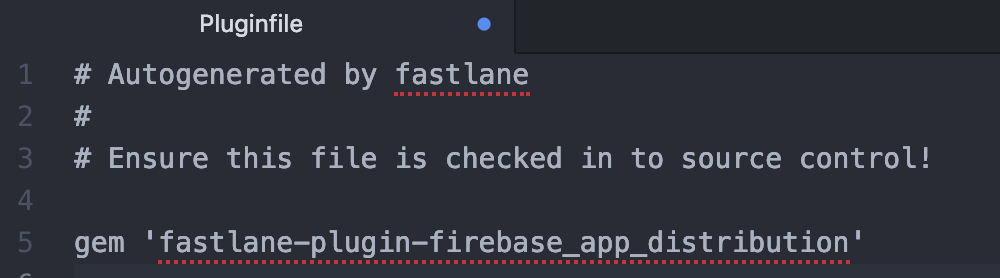 Pluginfile
1 # Autogenerated by fastlane
2 #
3 # Ensure this file is checked in to source control!
4
5 gem 'fastlane-plugin-firebase_app_distribution'